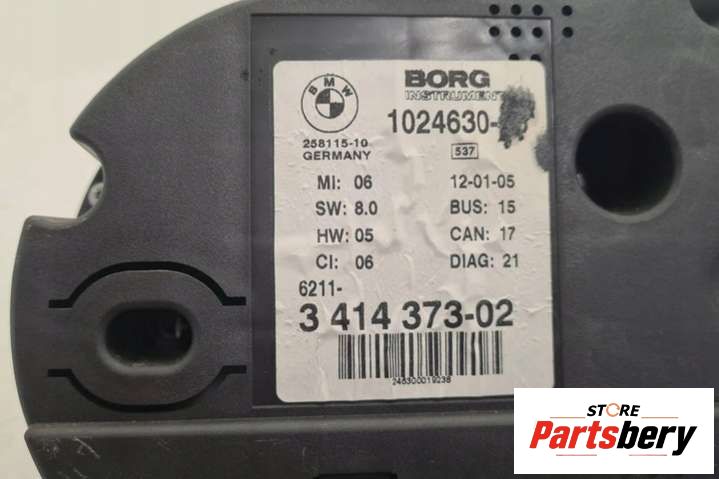 BMW
BORG
INSTRUMENT
1024630-
258115-10
GERMANY
537
MI: 06 12-01-05
SW: 8.0 BUS: 15
HW: 05 CAN: 17
CI: 06 DIAG: 21
6211-
3 414 373-02
246300019238
STORE
Partsbery